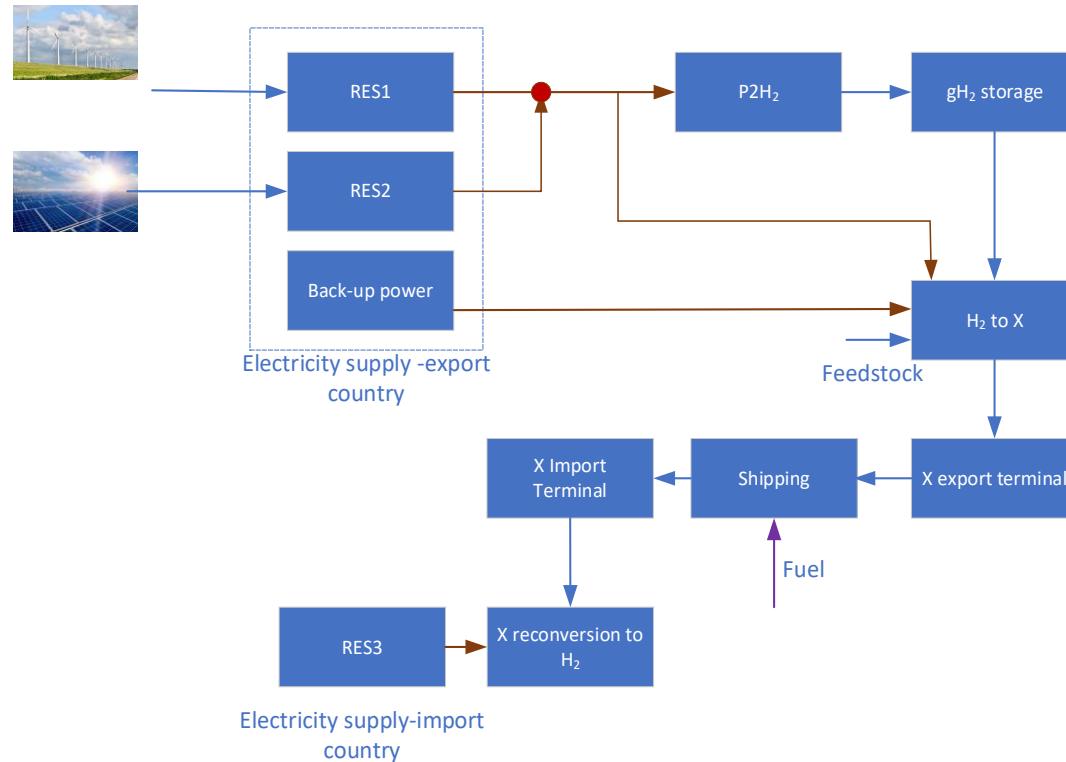 RES1
P2H₂
gH₂ storage
RES2
Back-up power
H₂ to X
Electricity supply -export
country
Feedstock
X Import
Terminal
Shipping
X export terminal
Fuel
RES3
X reconversion to
H₂
Electricity supply-import
country